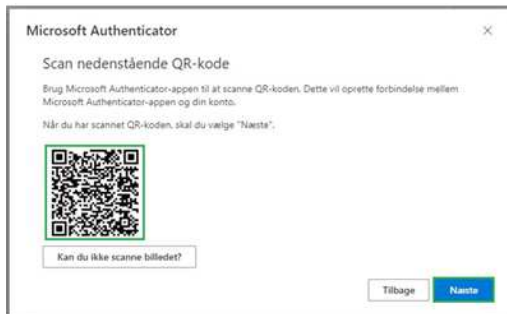 Microsoft Authenticator
Scan nedenstående QR-kode
Brug Microsoft Authenticator-appen til at scanne QR-koden. Dette vil oprette forbindelse mellem
Microsoft Authenticator-appen og din konto.
Når du har scannet QR-koden, skal du vælge "Næste".
Kan du ikke scanne billedet?
Tilbage
Næste